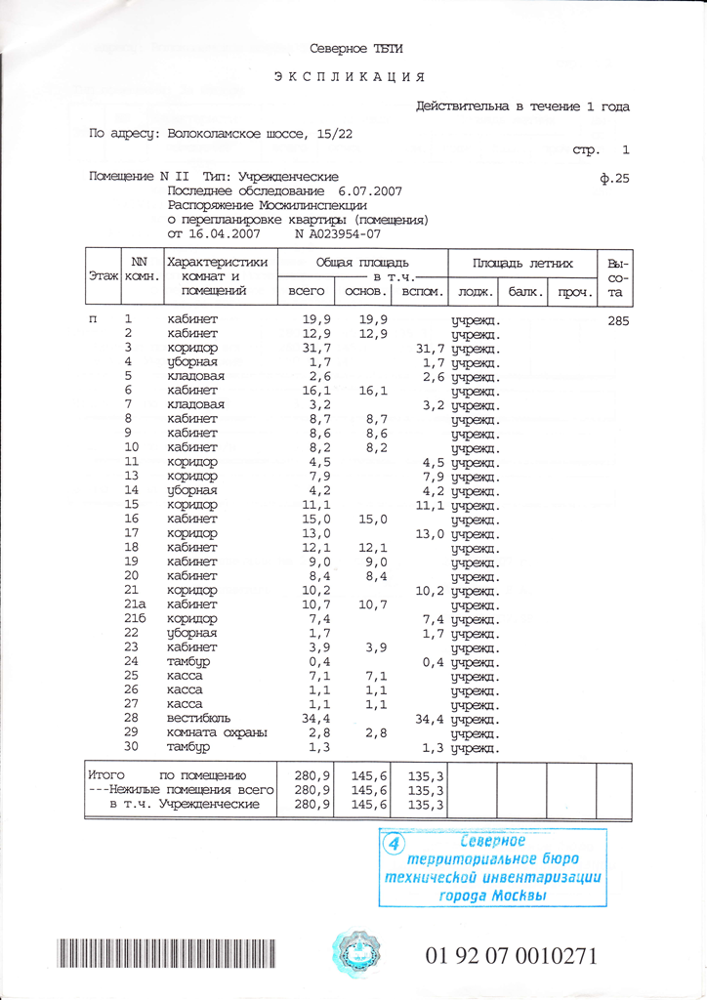 Северное ТБТИ
ЭКСПЛИКАЦИЯ
Действительна в течение 1 года
По адресу: Волоколамское шоссе, 15/22
стр. 1
Помещение N II Тип: Учрежденческие ф.25
Последнее обследование 6.07.2007
Распоряжение Мосжилинспекции
о перепланировке квартиры (помещения)
от 16.04.2007 N А023954-07
Этаж NN комн. Характеристики комнат и помещений Общая площадь всего в т.ч. основ. вспом. Площадь летних лодж. балк. проч. Вы-со-та
п 1 кабинет 19,9 19,9 учрежд. 285
2 кабинет 12,9 12,9 учрежд.
3 коридор 31,7 31,7 учрежд.
4 уборная 1,7 1,7 учрежд.
5 кладовая 2,6 2,6 учрежд.
6 кабинет 16,1 16,1 учрежд.
7 кладовая 3,2 3,2 учрежд.
8 кабинет 8,7 8,7 учрежд.
9 кабинет 8,6 8,6 учрежд.
10 кабинет 8,2 8,2 учрежд.
11 коридор 4,5 4,5 учрежд.
13 коридор 7,9 7,9 учрежд.
14 уборная 4,2 4,2 учрежд.
15 коридор 11,1 11,1 учрежд.
16 кабинет 15,0 15,0 учрежд.
17 коридор 13,0 13,0 учрежд.
18 кабинет 12,1 12,1 учрежд.
19 кабинет 9,0 9,0 учрежд.
20 кабинет 8,4 8,4 учрежд.
21 коридор 10,2 10,2 учрежд.
21а кабинет 10,7 10,7 учрежд.
21б коридор 7,4 7,4 учрежд.
22 уборная 1,7 1,7 учрежд.
23 кабинет 3,9 3,9 учрежд.
24 тамбур 0,4 0,4 учрежд.
25 касса 7,1 7,1 учрежд.
26 касса 1,1 1,1 учрежд.
27 касса 1,1 1,1 учрежд.
28 вестибюль 34,4 34,4 учрежд.
29 комната охраны 2,8 2,8 учрежд.
30 тамбур 1,3 1,3 учрежд.
Итого по помещению 280,9 145,6 135,3
---Нежилые помещения всего 280,9 145,6 135,3
в т.ч. Учрежденческие 280,9 145,6 135,3
4 Северное
территориальное бюро
технической инвентаризации
города Москвы
01 92 07 0010271